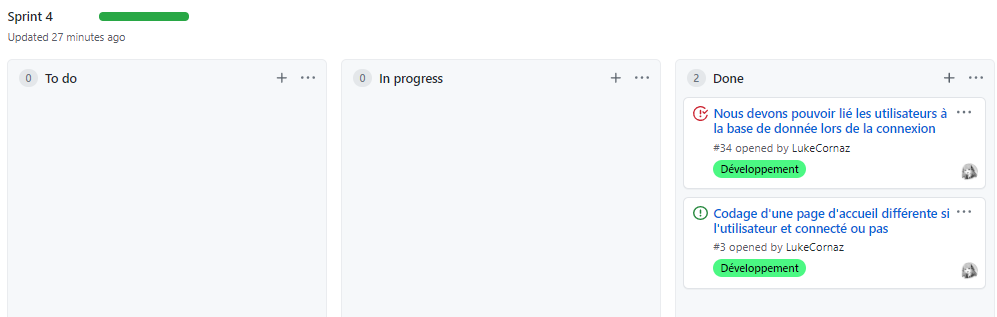 Sprint 4
Updated 27 minutes ago
0 To do
0 In progress
2 Done
Nous devons pouvoir lié les utilisateurs à
la base de donnée lors de la connexion
#34 opened by LukeCornaz
Développement
Codage d'une page d'accueil différente si
l'utilisateur et connecté ou pas
#3 opened by LukeCornaz
Développement